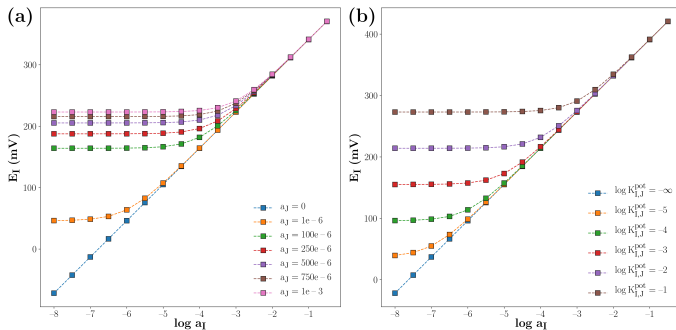 (a)
E_I (mV)
300
200
100
0
−8
−7
−6
−5
−4
−3
−2
−1
log a_I
a_J = 0
a_J = 1e−6
a_J = 100e−6
a_J = 250e−6
a_J = 500e−6
a_J = 750e−6
a_J = 1e−3
(b)
E_I (mV)
400
300
200
100
0
−8
−7
−6
−5
−4
−3
−2
−1
log a_I
log K^pot_I,J = −∞
log K^pot_I,J = −5
log K^pot_I,J = −4
log K^pot_I,J = −3
log K^pot_I,J = −2
log K^pot_I,J = −1